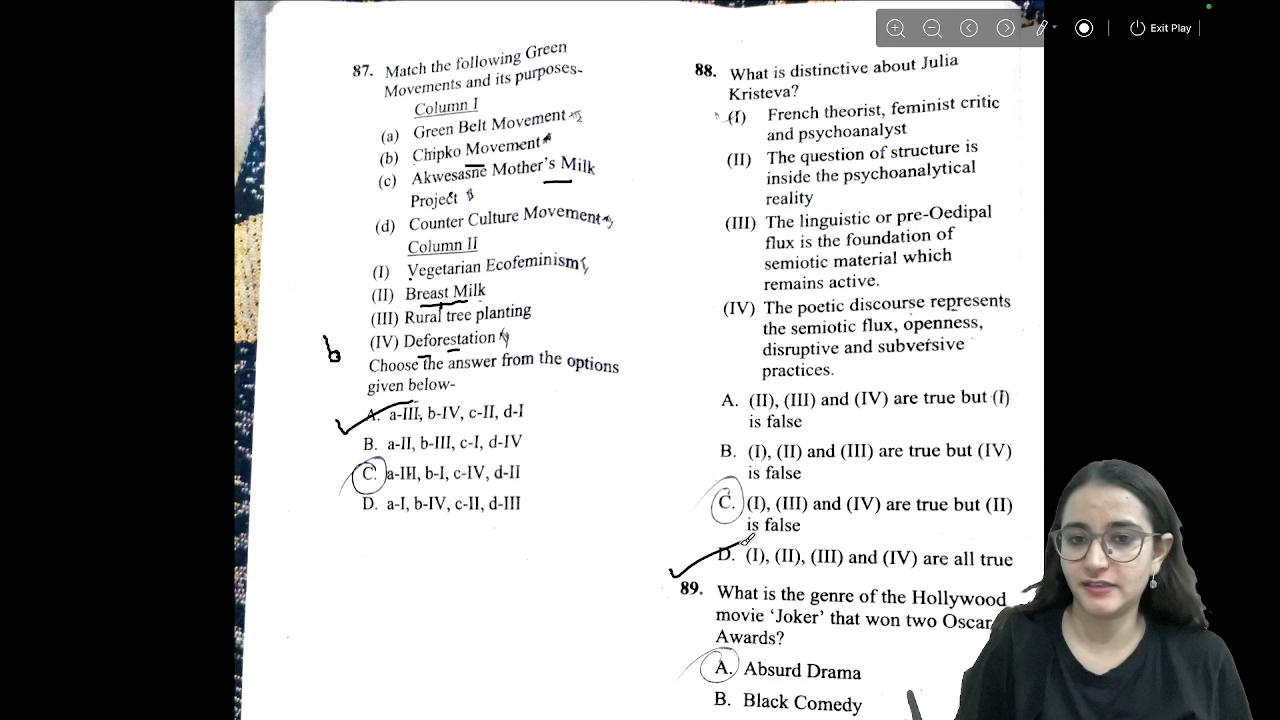 Exit Play
87. Match the following Green
Movements and its purposes-
Column I
(a) Green Belt Movement
(b) Chipko Movement
(c) Akwesasne Mother's Milk
Project
(d) Counter Culture Movement
Column II
(I) Vegetarian Ecofeminism
(II) Breast Milk
(III) Rural tree planting
(IV) Deforestation
Choose the answer from the options
given below-
A. a-III, b-IV, c-II, d-I
B. a-II, b-III, c-I, d-IV
C. a-III, b-I, c-IV, d-II
D. a-I, b-IV, c-II, d-III
88. What is distinctive about Julia
Kristeva?
(I) French theorist, feminist critic
and psychoanalyst
(II) The question of structure is
inside the psychoanalytical
reality
(III) The linguistic or pre-Oedipal
flux is the foundation of
semiotic material which
remains active.
(IV) The poetic discourse represents
the semiotic flux, openness,
disruptive and subversive
practices.
A. (II), (III) and (IV) are true but (I)
is false
B. (I), (II) and (III) are true but (IV)
is false
C. (I), (III) and (IV) are true but (II)
is false
D. (I), (II), (III) and (IV) are all true
89. What is the genre of the Hollywood
movie 'Joker' that won two Oscar
Awards?
A. Absurd Drama
B. Black Comedy